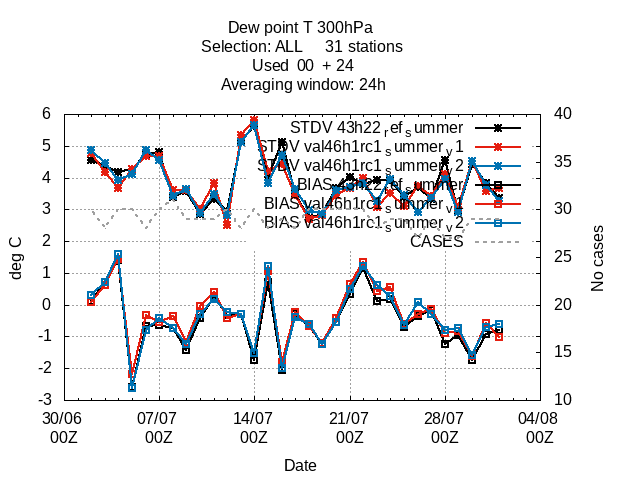 Dew point T 300hPa
Selection: ALL 31 stations
Used 00 + 24
Averaging window: 24h
6
5
4
3
2
1
0
-1
-2
-3
deg C
40
35
30
25
20
15
10
No cases
STDV 43h22_ref_summer
STDV val46h1rc1_summer_v1
STDV val46h1rc1_summer_v2
BIAS 43h22_ref_summer
BIAS val46h1rc1_summer_v1
BIAS val46h1rc1_summer_v2
CASES
30/06 07/07 14/07 21/07 28/07 04/08
00Z 00Z 00Z 00Z 00Z 00Z
Date